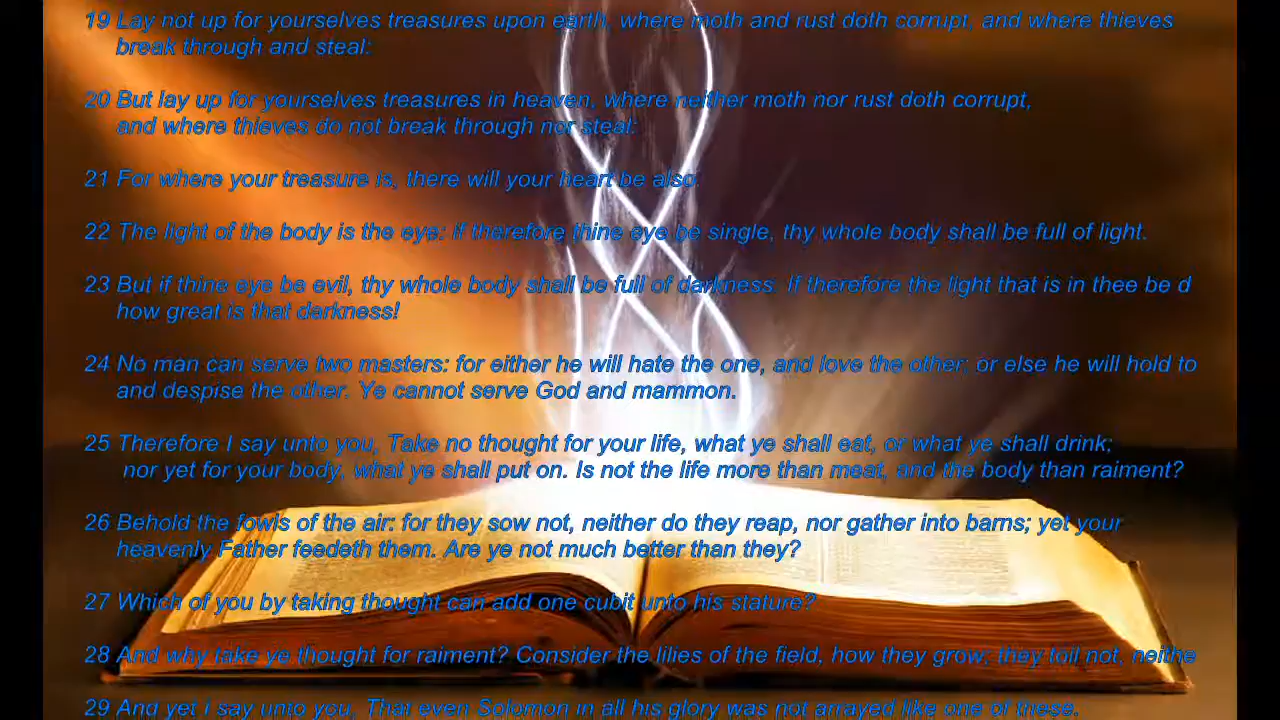 19 Lay not up for yourselves treasures upon earth, where moth and rust doth corrupt, and where thieves
break through and steal:
20 But lay up for yourselves treasures in heaven, where neither moth nor rust doth corrupt,
and where thieves do not break through nor steal:
21 For where your treasure is, there will your heart be also.
22 The light of the body is the eye: if therefore thine eye be single, thy whole body shall be full of light.
23 But if thine eye be evil, thy whole body shall be full of darkness. If therefore the light that is in thee be d
how great is that darkness!
24 No man can serve two masters: for either he will hate the one, and love the other; or else he will hold to
and despise the other. Ye cannot serve God and mammon.
25 Therefore I say unto you, Take no thought for your life, what ye shall eat, or what ye shall drink;
nor yet for your body, what ye shall put on. Is not the life more than meat, and the body than raiment?
26 Behold the fowls of the air: for they sow not, neither do they reap, nor gather into barns; yet your
heavenly Father feedeth them. Are ye not much better than they?
27 Which of you by taking thought can add one cubit unto his stature?
28 And why take ye thought for raiment? Consider the lilies of the field, how they grow; they toil not, neithe
29 And yet I say unto you, That even Solomon in all his glory was not arrayed like one of these.